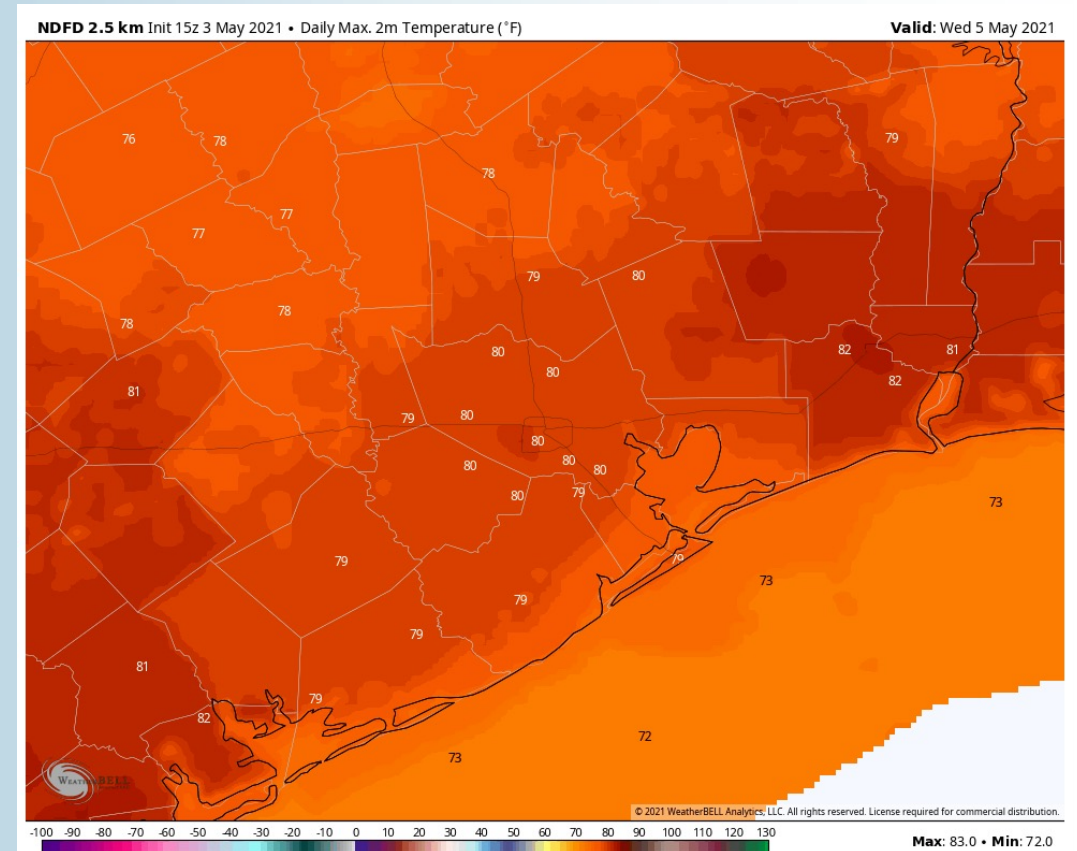 NDFD 2.5 km Init 15z 3 May 2021 • Daily Max. 2m Temperature (°F) Valid: Wed 5 May 2021
76 78 79
78
77
77
79 80
78
78
80 82 81
80
81 82
79 80
80
80 80 80
80 79
73
79 79
73
79
79
81
79
82
72
73
WEATHERBELL
© 2021 WeatherBELL Analytics, LLC. All rights reserved. License required for commercial distribution.
-100 -90 -80 -70 -60 -50 -40 -30 -20 -10 0 10 20 30 40 50 60 70 80 90 100 110 120 130
Max: 83.0 • Min: 72.0